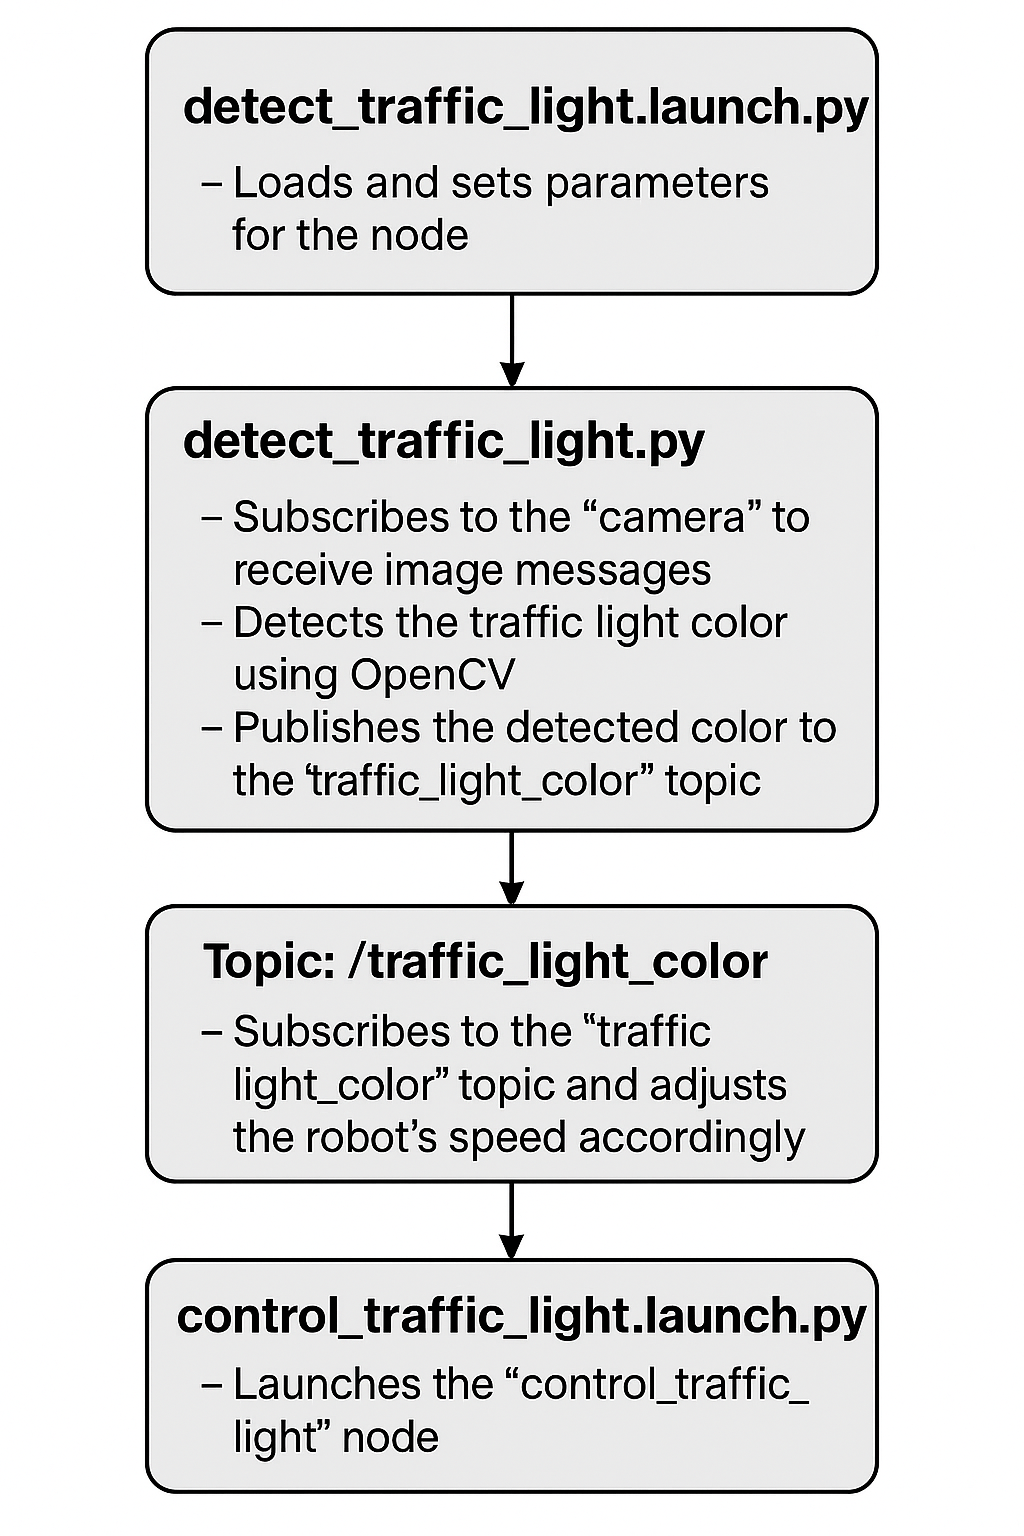 detect_traffic_light.launch.py
– Loads and sets parameters
for the node
detect_traffic_light.py
– Subscribes to the “camera” to
receive image messages
– Detects the traffic light color
using OpenCV
– Publishes the detected color to
the ‘traffic_light_color” topic
Topic: /traffic_light_color
– Subscribes to the “traffic
light_color” topic and adjusts
the robot’s speed accordingly
control_traffic_light.launch.py
– Launches the “control_traffic_
light” node